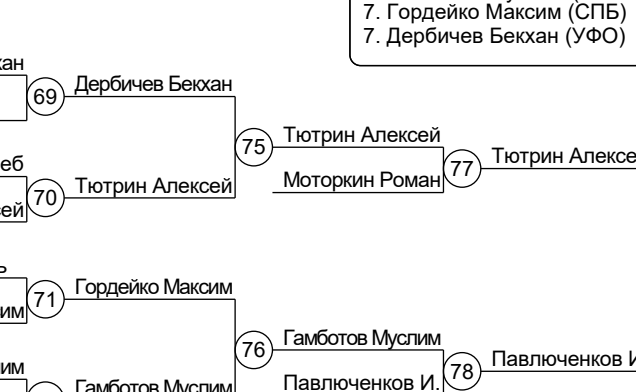 7. Гордейко Максим (СПБ)
7. Дербичев Бекхан (УФО)
69
Дербичев Бекхан
75
Тютрин Алексей
77
Моторкин Роман
70
Тютрин Алексей
71
Гордейко Максим
76
Гамботов Муслим
78
Павлюченков И.
Гамботов Муслим